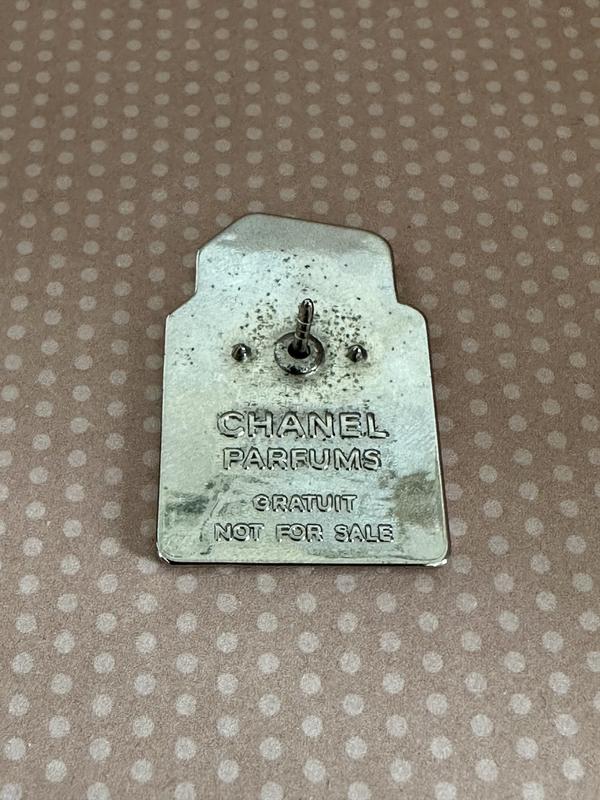 CHANEL
PARFUMS
GRATUIT
NOT FOR SALE